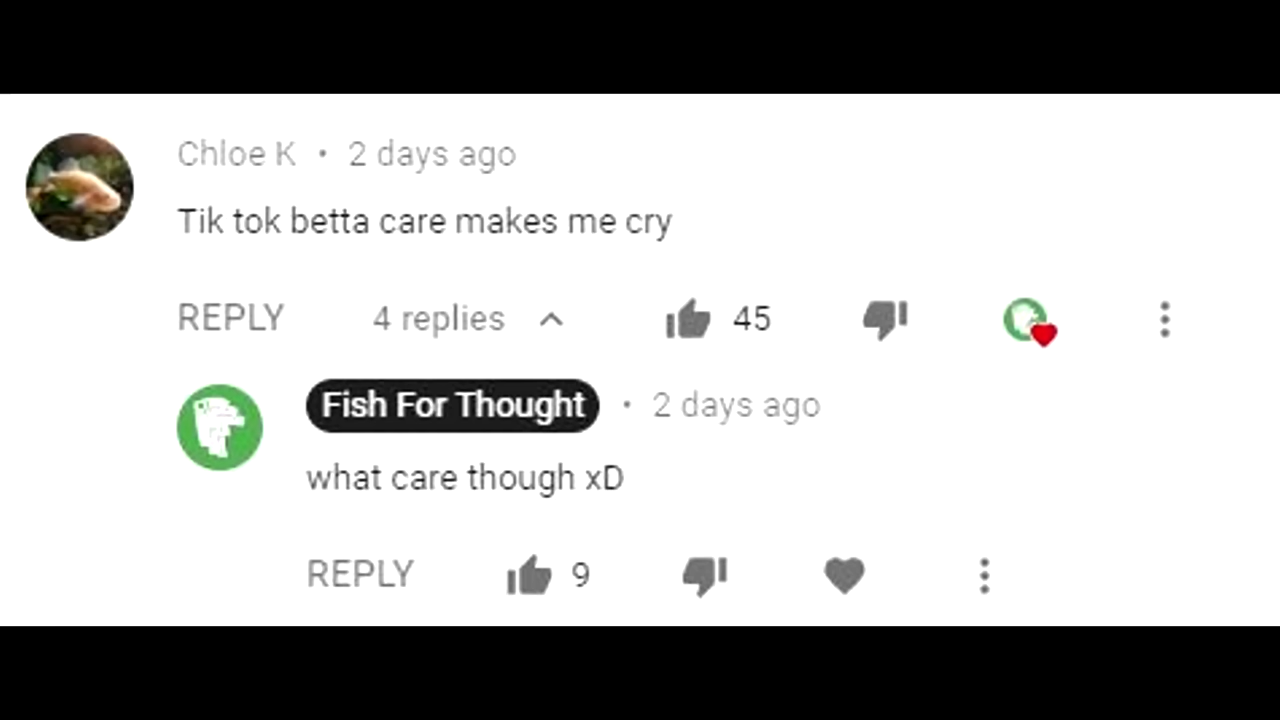 Chloe K • 2 days ago
Tik tok betta care makes me cry
REPLY 4 replies 45
Fish For Thought • 2 days ago
what care though xD
REPLY 9